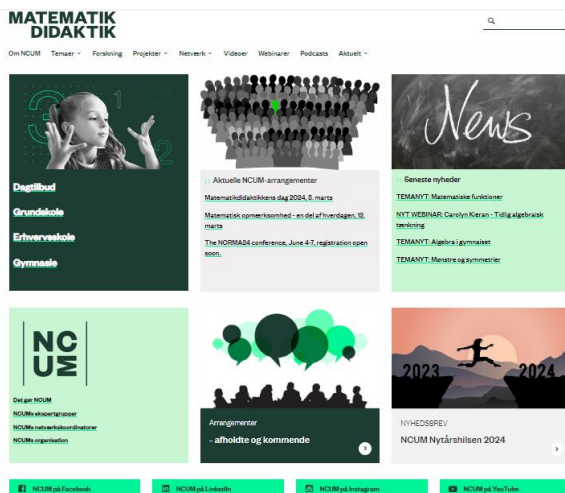 MATEMATIK
DIDAKTIK
Om NCUM Temaer Forskning Projekter Netværk Videoer Webinarer Podcasts Aktuelt
3 1 2
Dagtilbud
Grundskole
Erhvervsskole
Gymnasie
:: Aktuelle NCUM-arrangementer
Matematikdidaktikkens dag 2024, 8. marts
Matematisk opmærksomhed - en del af hverdagen, 12.
marts
The NORMA24 conference, June 4-7, registration open
soon.
News
:: Seneste nyheder
TEMANYT: Matematiske funktioner
NYT WEBINAR: Carolyn Kieran - Tidlig algebraisk
tænkning
TEMANYT: Algebra i gymnasiet
TEMANYT: Mønstre og symmetrier
NC
UM
Det gør NCUM
NCUMs ekspertgrupper
NCUMs netværkskoordinatorer
NCUMs organisation
Arrangementer
- afholdte og kommende
2023 2024
NYHEDSBREV
NCUM Nytårshilsen 2024
NCUM på Facebook
NCUM på LinkedIn
NCUM på Instagram
NCUM på YouTube